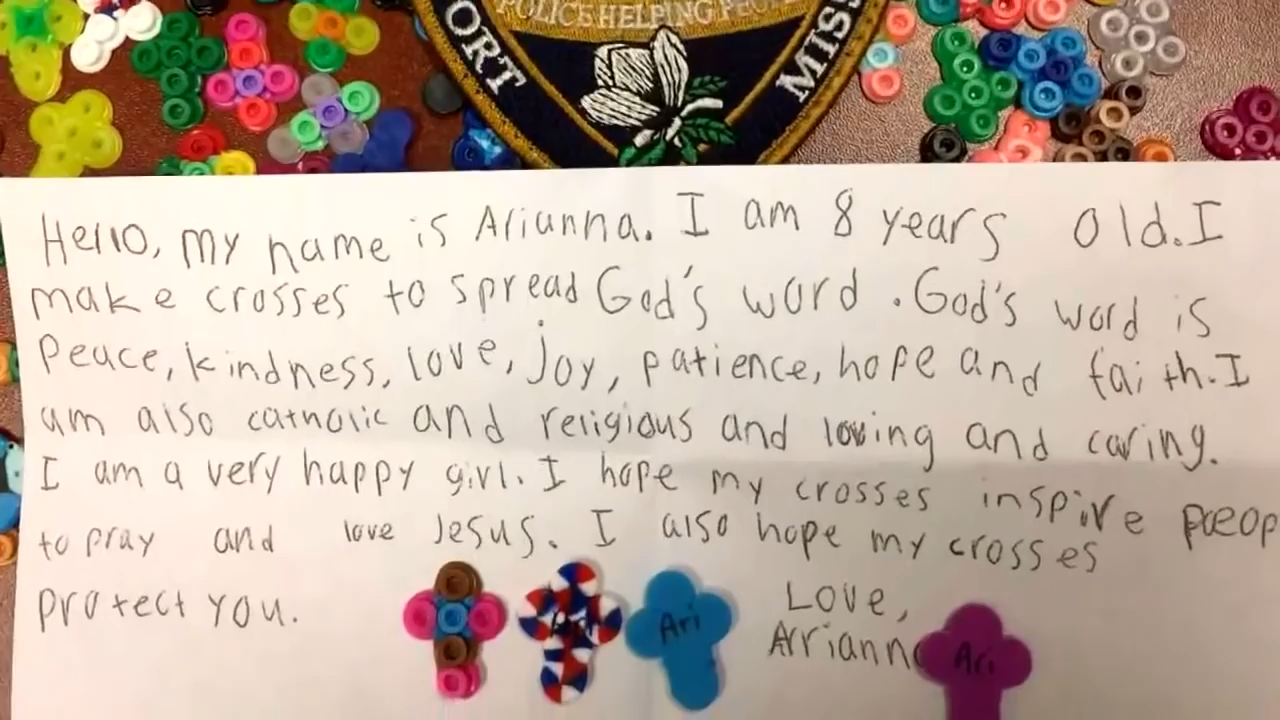 POLICE HELPING
ORT MISS
Hello, my name is Arianna. I am 8 years old. I
make crosses to spread God's word. God's word is
Peace, kindness, love, joy, patience, hope and faith. I
am also catholic and religious and loving and caring.
I am a very happy girl. I hope my crosses inspire paeop
to pray and love Jesus. I also hope my crosses
protect you.
Love,
Arrianna
Ari
Ari
Ari